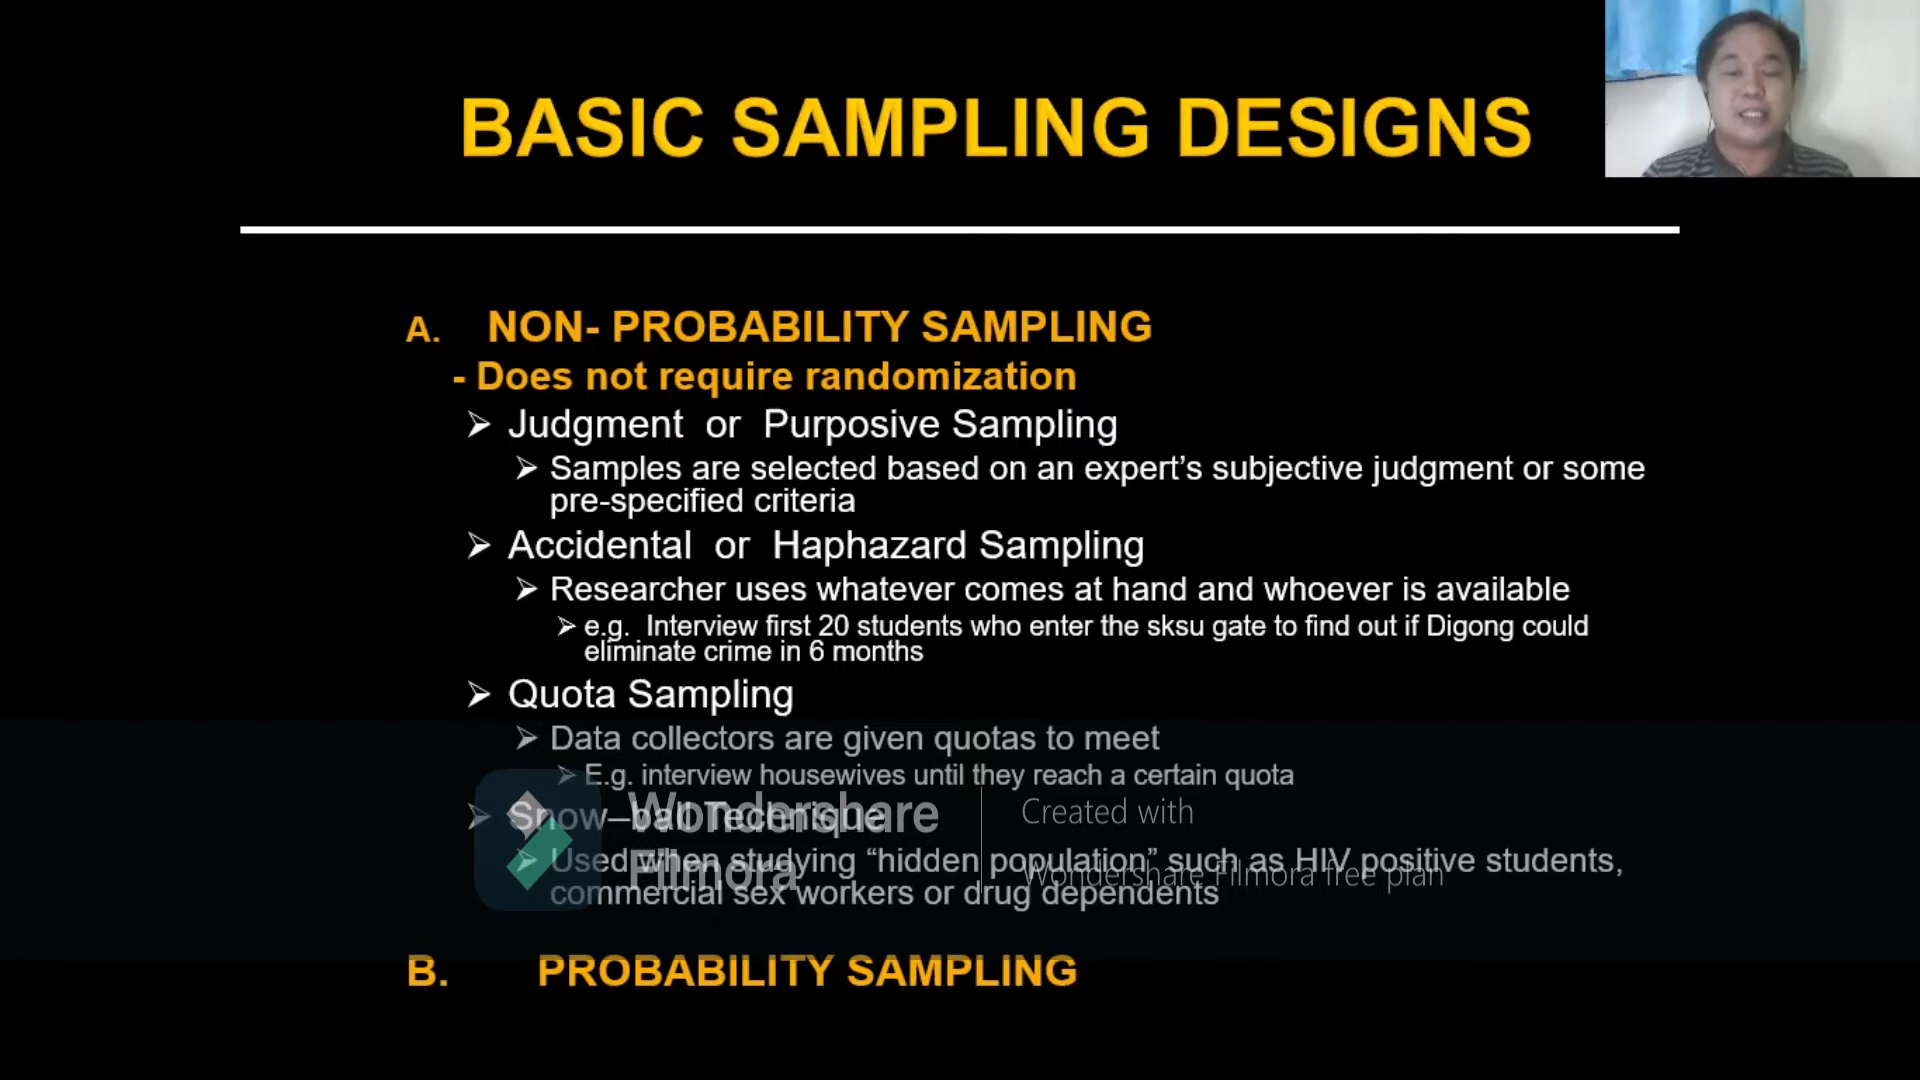 BASIC SAMPLING DESIGNS
A. NON- PROBABILITY SAMPLING
- Does not require randomization
Judgment or Purposive Sampling
Samples are selected based on an expert’s subjective judgment or some
pre-specified criteria
Accidental or Haphazard Sampling
Researcher uses whatever comes at hand and whoever is available
e.g. Interview first 20 students who enter the sksu gate to find out if Digong could
eliminate crime in 6 months
Quota Sampling
Data collectors are given quotas to meet
E.g. interview housewives until they reach a certain quota
Snow–ball Technique
Used when studying “hidden population” such as HIV positive students,
commercial sex workers or drug dependents
Wondershare
Filmora
Created with
Wondershare Filmora free plan
B. PROBABILITY SAMPLING